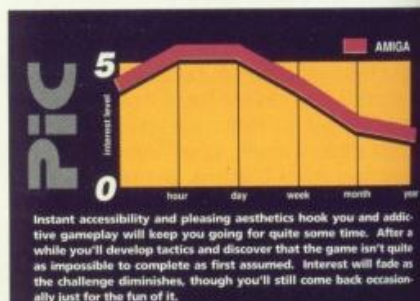 PiC
AMIGA
5
interest level
0
hour day week month
Instant accessibility and pleasing aesthetics hook you and addic-
tive gameplay will keep you going for quite some time. After a
while you'll develop tactics and discover that the game isn't quite
as impossible to complete as first assumed. Interest will fade as
the challenge diminishes, though you'll still come back occasion-
ally just for the fun of it.